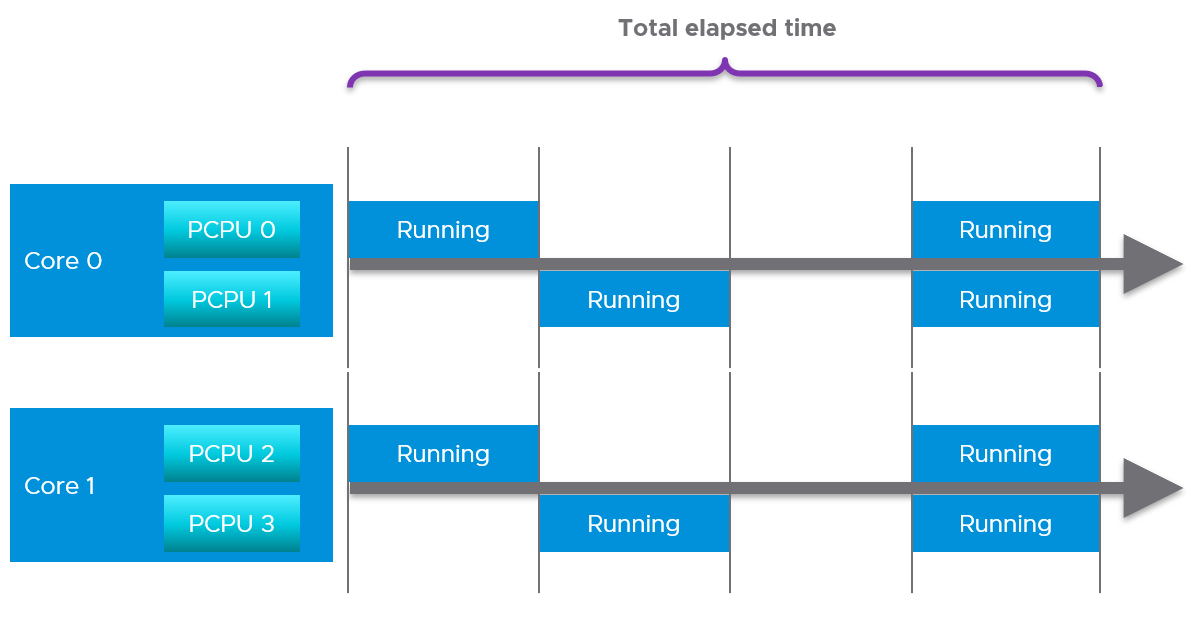 Total elapsed time
Core 0
PCPU 0
Running
Running
PCPU 1
Running
Running
Core 1
PCPU 2
Running
Running
PCPU 3
Running
Running